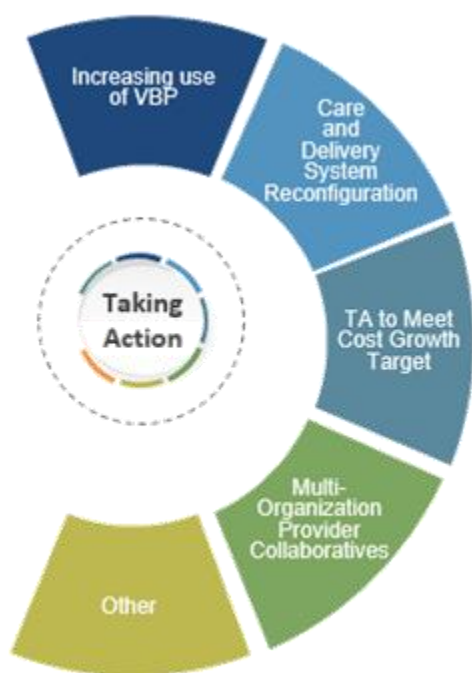 Increasing use
of VBP
Care
and
Delivery
System
Reconfiguration
Taking
Action
TA to Meet
Cost Growth
Target
Multi-
Organization
Provider
Collaboratives
Other